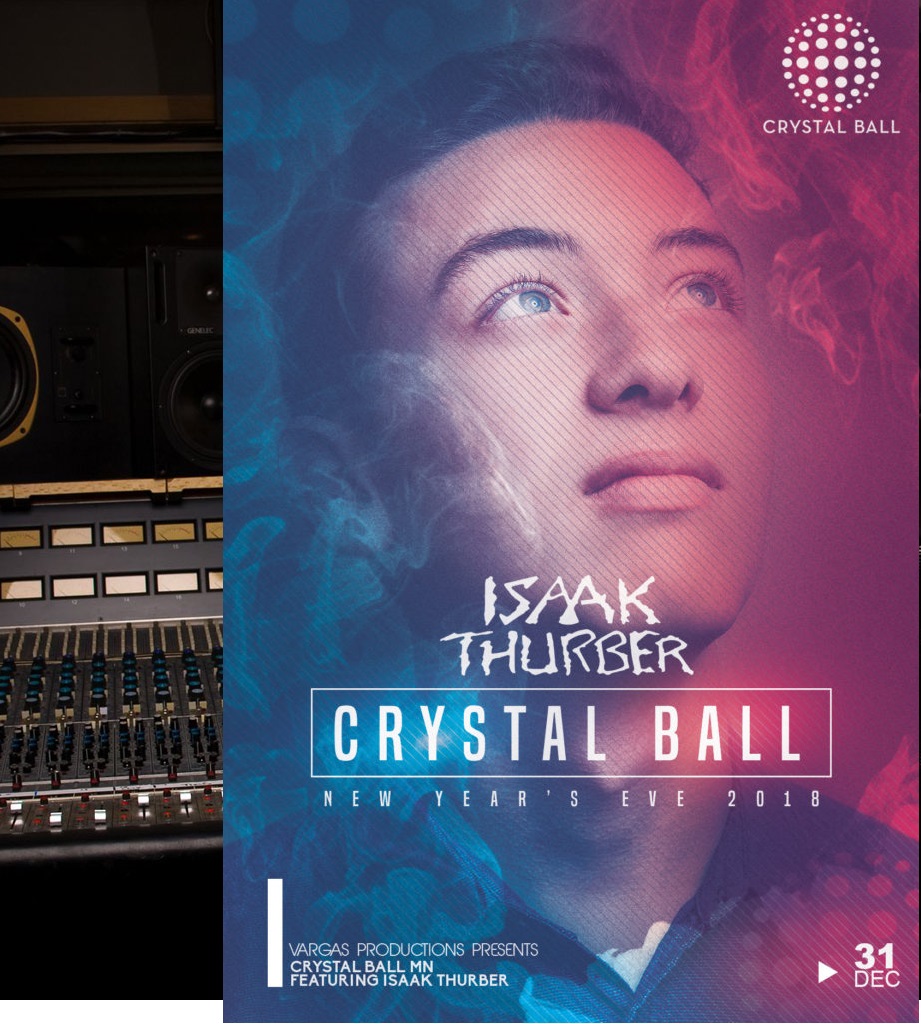 CRYSTAL BALL
GENELEC
ISAAK
THURBER
CRYSTAL BALL
NEW YEAR'S EVE 2018
VARGAS PRODUCTIONS PRESENTS
CRYSTAL BALL MN
FEATURING ISAAK THURBER
31
DEC